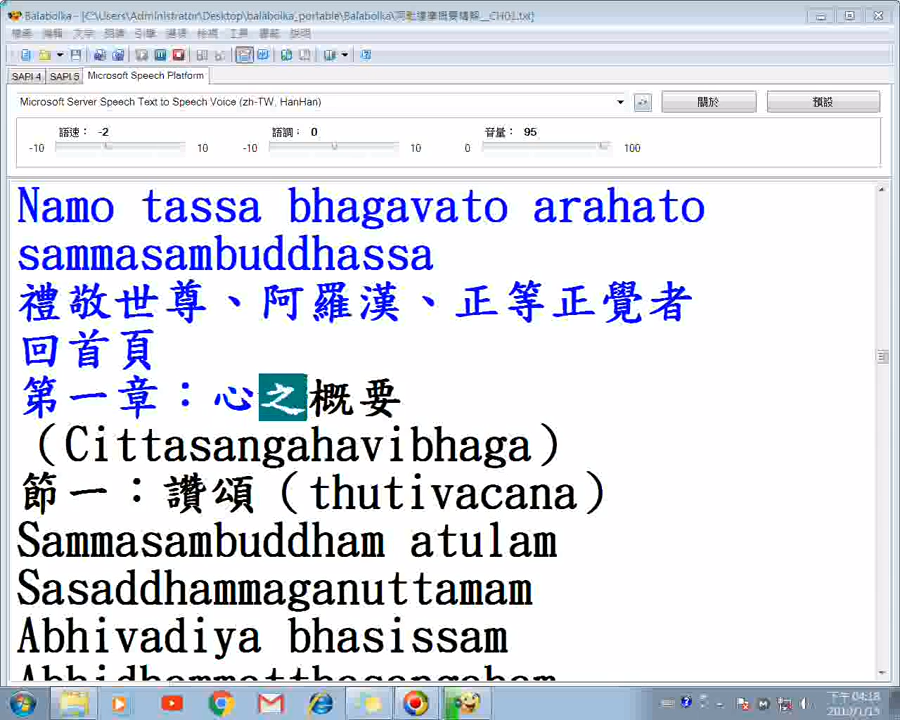 Balabolka - [C:\Users\Administrator\Desktop\balabolka_portable\Balabolka\阿毗達摩概要精解__CH01.txt]
SAPI 4 SAPI 5 Microsoft Speech Platform
Microsoft Server Speech Text to Speech Voice (zh-TW, HanHan) 關於 預設
語速： -2 語調： 0 音量： 95
-10 10 -10 10 0 100
Namo tassa bhagavato arahato
sammasambuddhassa
禮敬世尊、阿羅漢、正等正覺者
回首頁
第一章：心之概要
（Cittasangahavibhaga）
節一：讚頌（thutivacana）
Sammasambuddham atulam
Sasaddhammaganuttamam
Abhivadiya bhasissam
Abhidhammatthasangaham
下午 04:18